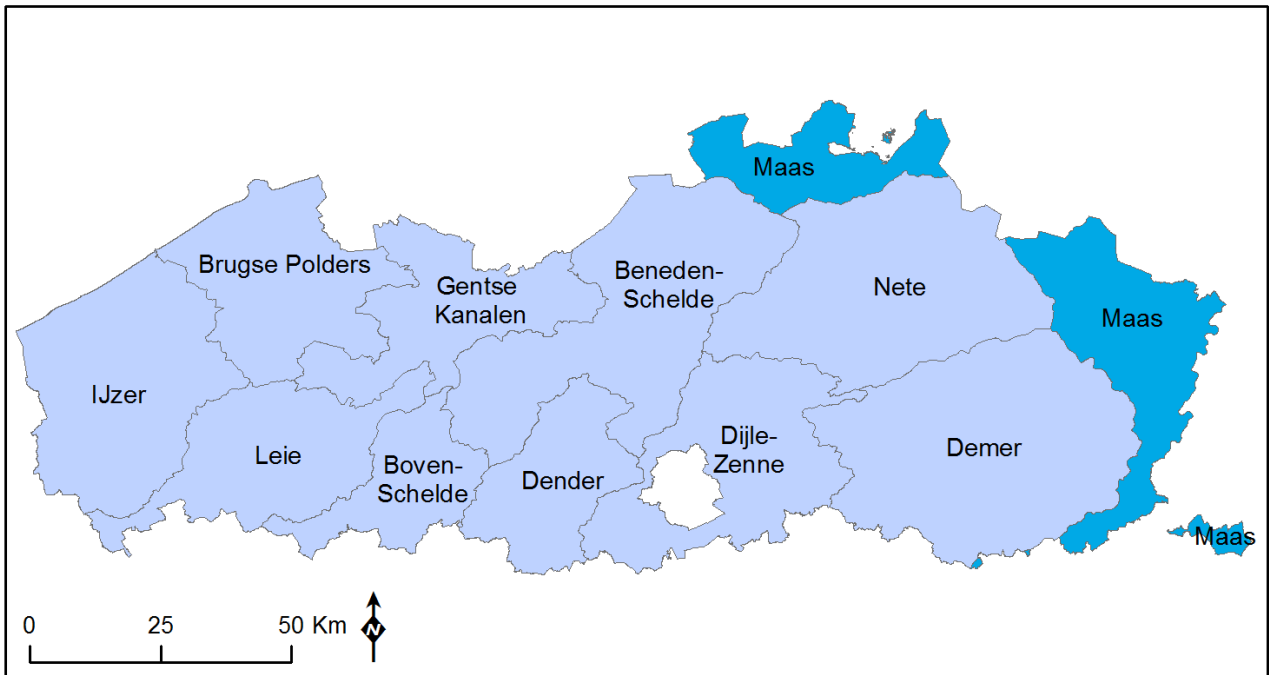 Maas
Brugse Polders
Gentse
Kanalen
Beneden-
Schelde
Nete
Maas
IJzer
Leie
Boven-
Schelde
Dender
Dijle-
Zenne
Demer
Maas
0 25 50 Km
N